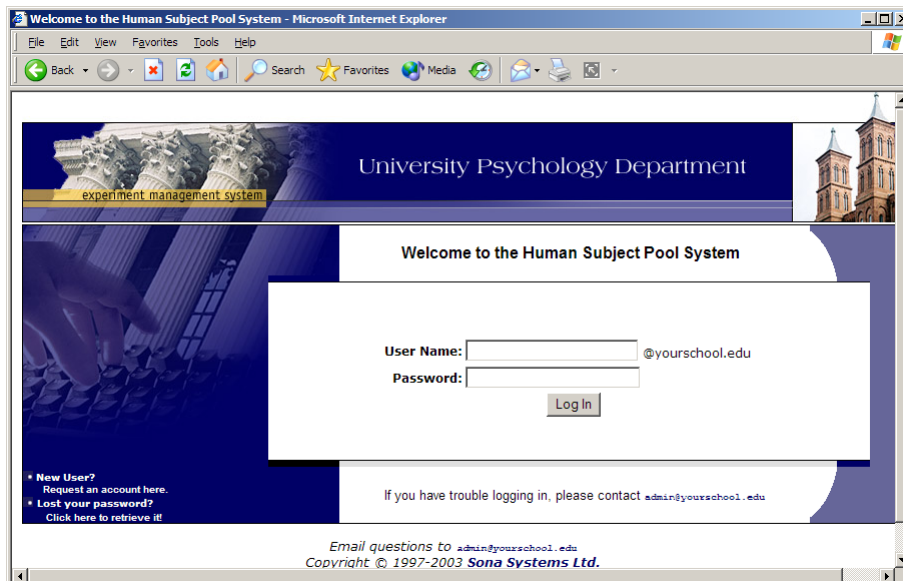 Welcome to the Human Subject Pool System - Microsoft Internet Explorer
File Edit View Favorites Tools Help
Back Search Favorites Media
University Psychology Department
experiment management system
Welcome to the Human Subject Pool System
User Name: @yourschool.edu
Password:
Log In
New User?
Request an account here.
Lost your password?
Click here to retrieve it!
If you have trouble logging in, please contact admin@yourschool.edu
Email questions to admin@yourschool.edu
Copyright © 1997-2003 Sona Systems Ltd.